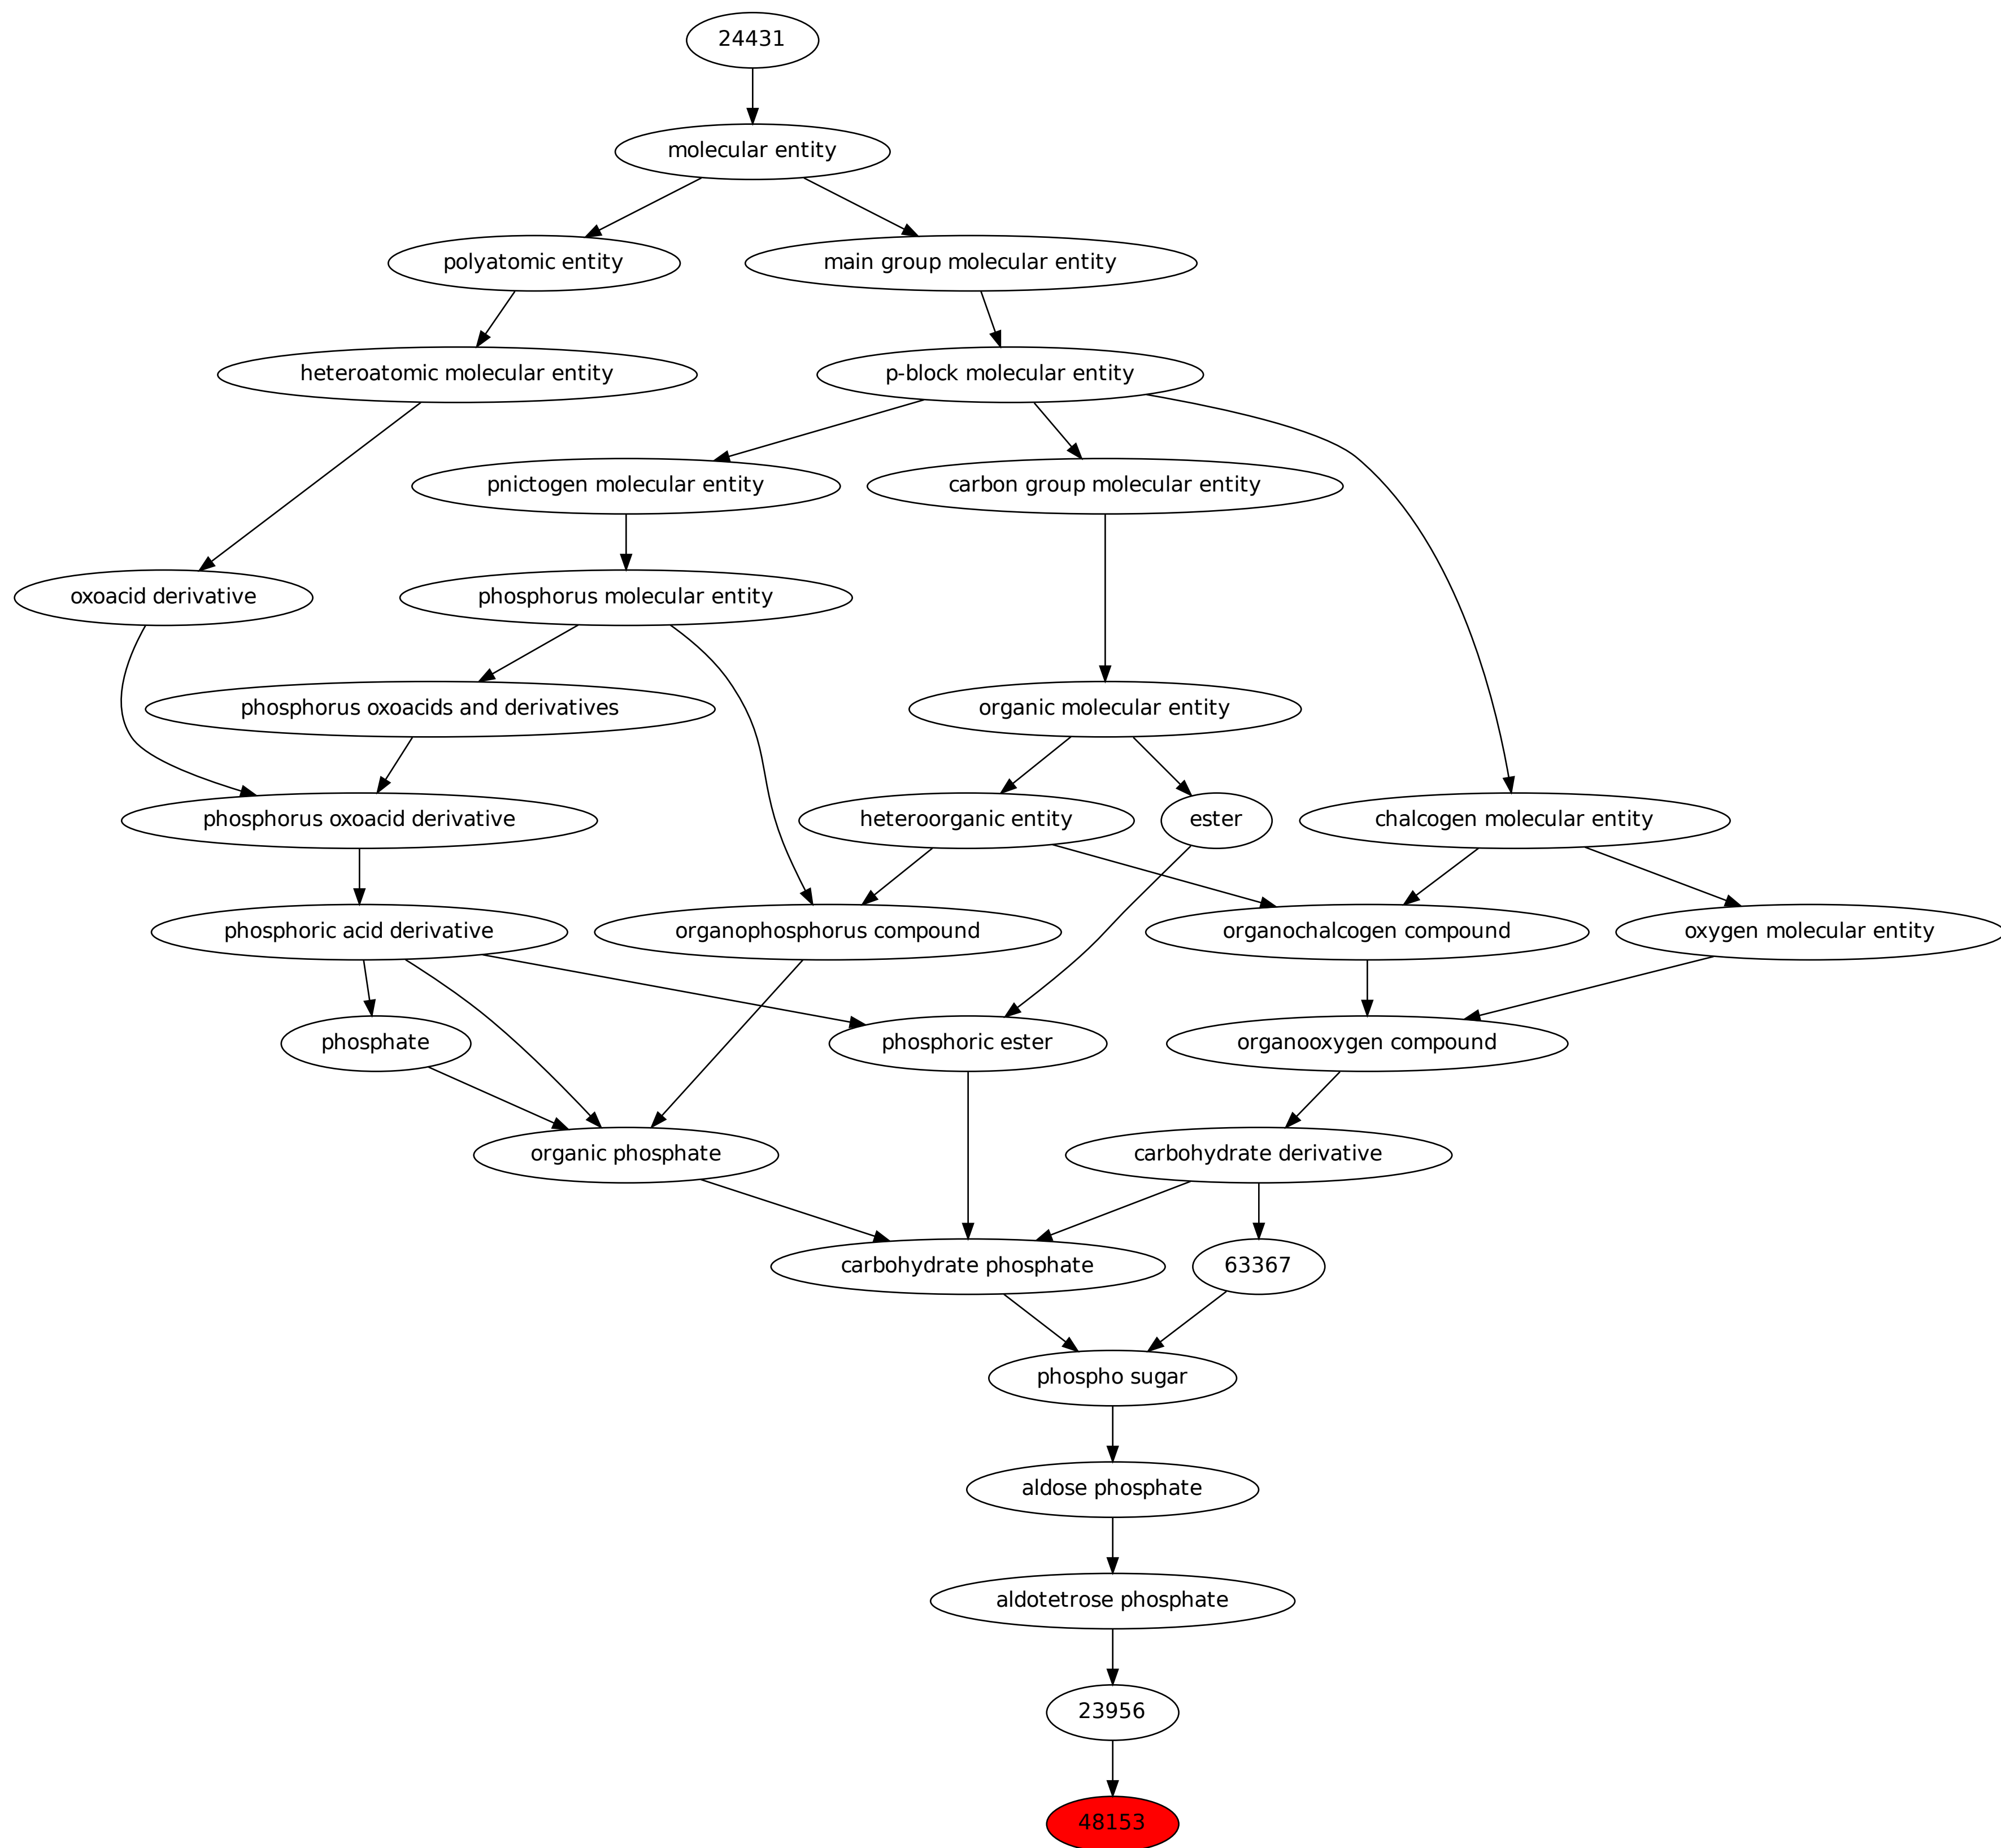 24431
molecular entity
polyatomic entity
main group molecular entity
heteroatomic molecular entity
p-block molecular entity
pnictogen molecular entity
carbon group molecular entity
oxoacid derivative
phosphorus molecular entity
phosphorus oxoacids and derivatives
organic molecular entity
phosphorus oxoacid derivative
heteroorganic entity
ester
chalcogen molecular entity
phosphoric acid derivative
organophosphorus compound
organochalcogen compound
oxygen molecular entity
phosphate
phosphoric ester
organooxygen compound
organic phosphate
carbohydrate derivative
carbohydrate phosphate
63367
phospho sugar
aldose phosphate
aldotetrose phosphate
23956
48153